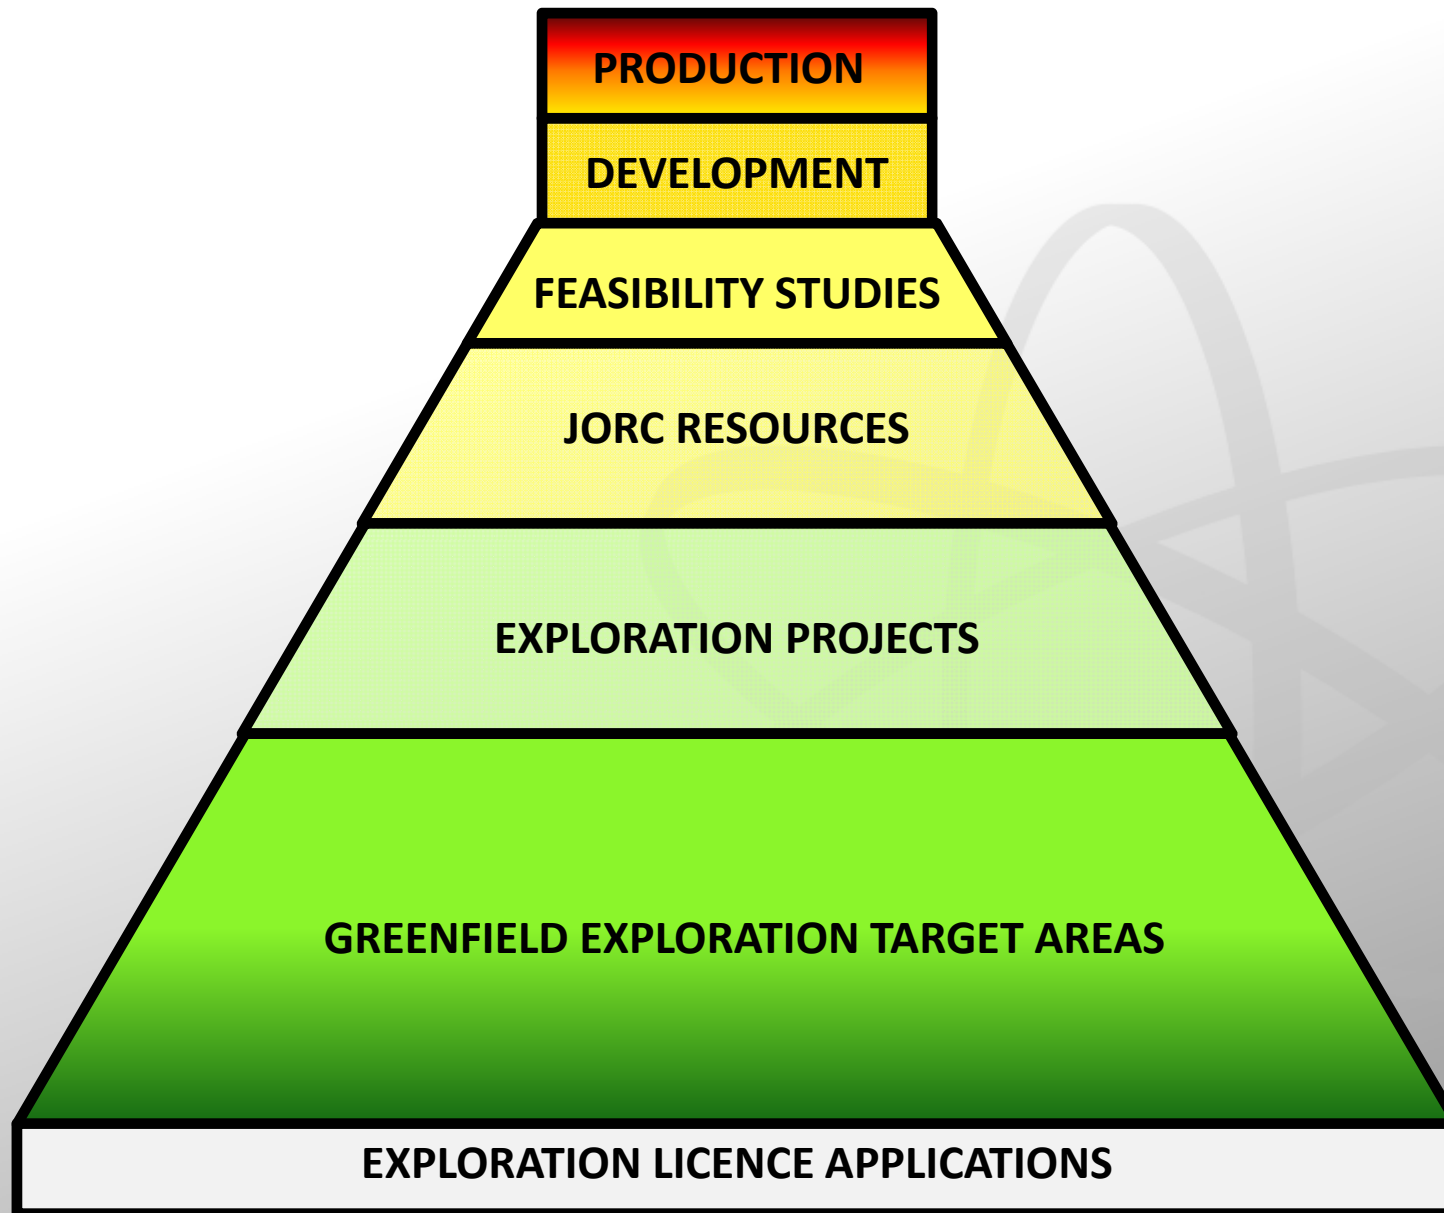 PRODUCTION
DEVELOPMENT
FEASIBILITY STUDIES
JORC RESOURCES
EXPLORATION PROJECTS
GREENFIELD EXPLORATION TARGET AREAS
EXPLORATION LICENCE APPLICATIONS